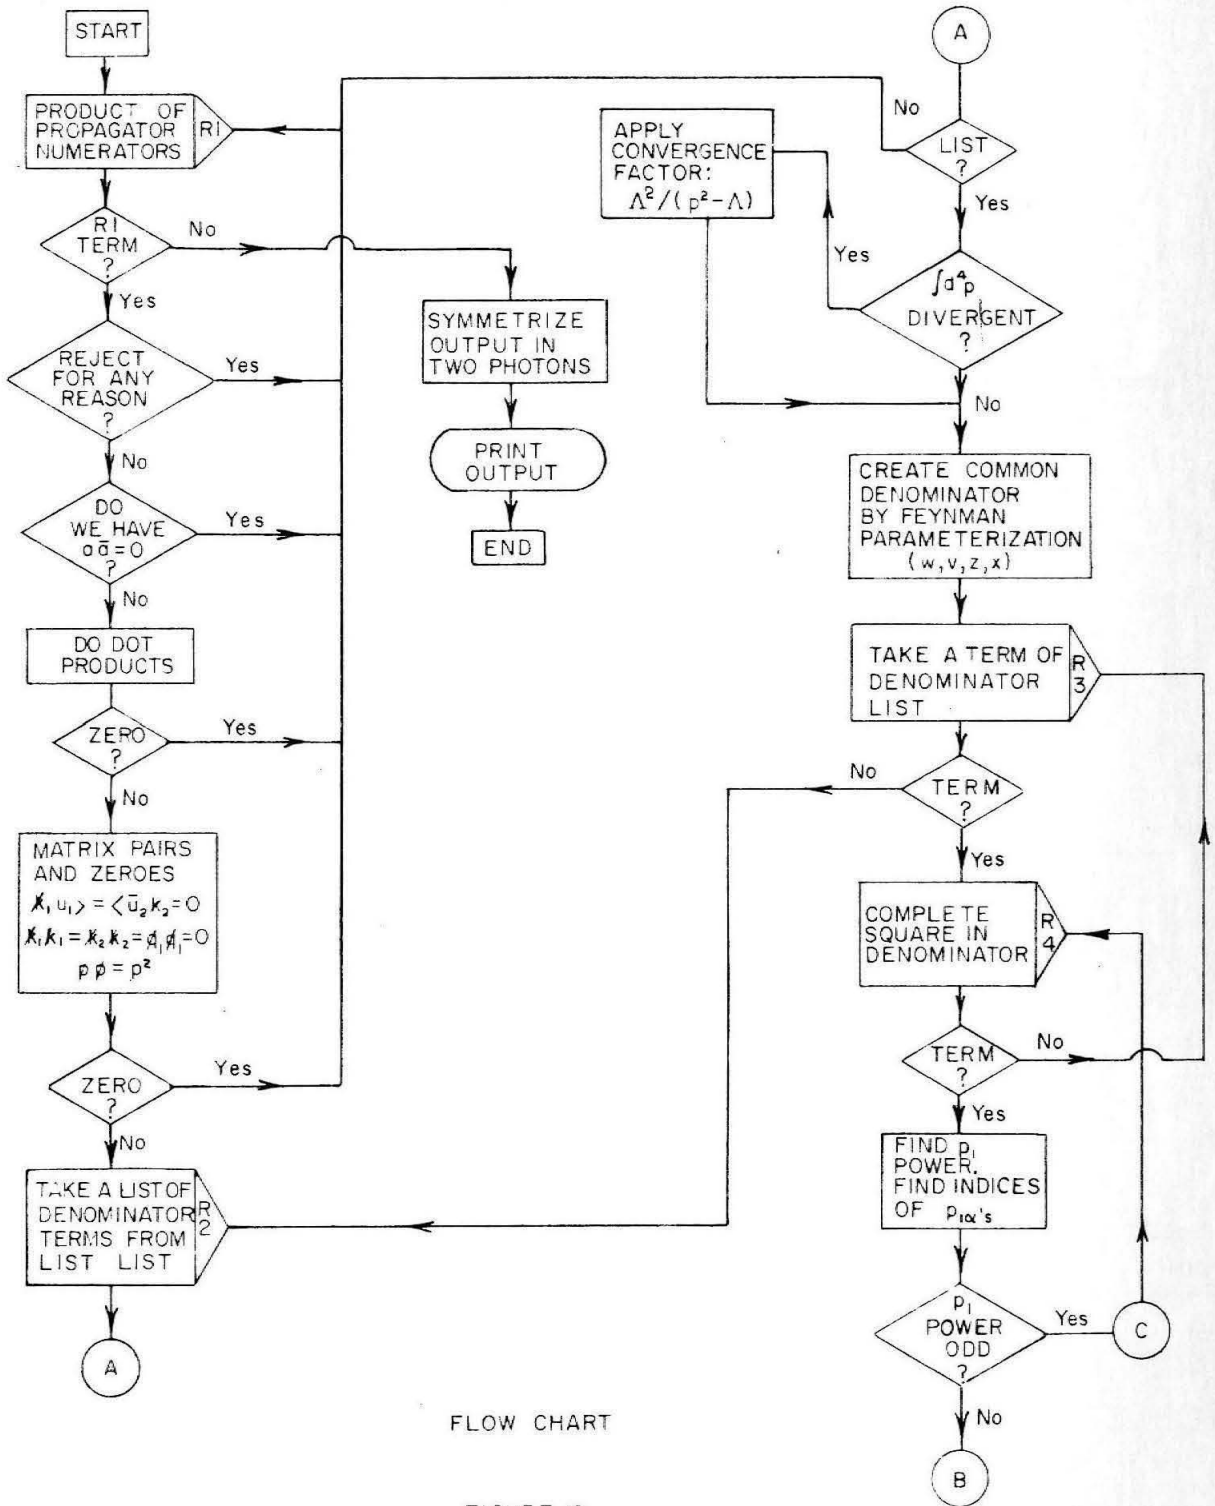 START
PRODUCT OF
PROPAGATOR
NUMERATORS
R1
R1
TERM
?
No
Yes
REJECT
FOR ANY
REASON
?
Yes
No
DO
WE HAVE
aā=0
?
Yes
No
DO DOT
PRODUCTS
ZERO
?
Yes
No
MATRIX PAIRS
AND ZEROES
k̸₁u₁⟩ = ⟨ū₂k₂=0
k̸₁k̸₁ = k̸₂k̸₂ = a̸₁a̸₁=0
p p̸ = p²
ZERO
?
Yes
No
TAKE A LIST OF
DENOMINATOR
TERMS FROM
LIST LIST
R
2
A
SYMMETRIZE
OUTPUT IN
TWO PHOTONS
PRINT
OUTPUT
END
A
LIST
?
No
Yes
APPLY
CONVERGENCE
FACTOR:
Λ²/(p²-Λ)
∫d⁴p
DIVERGENT
?
Yes
No
CREATE COMMON
DENOMINATOR
BY FEYNMAN
PARAMETERIZATION
(w,v,z,x)
TAKE A TERM OF
DENOMINATOR
LIST
R
3
TERM
?
No
Yes
COMPLETE
SQUARE IN
DENOMINATOR
R
4
TERM
?
No
Yes
FIND p₁
POWER.
FIND INDICES
OF p₁α's
p₁
POWER
ODD
?
Yes
C
No
B
FLOW CHART